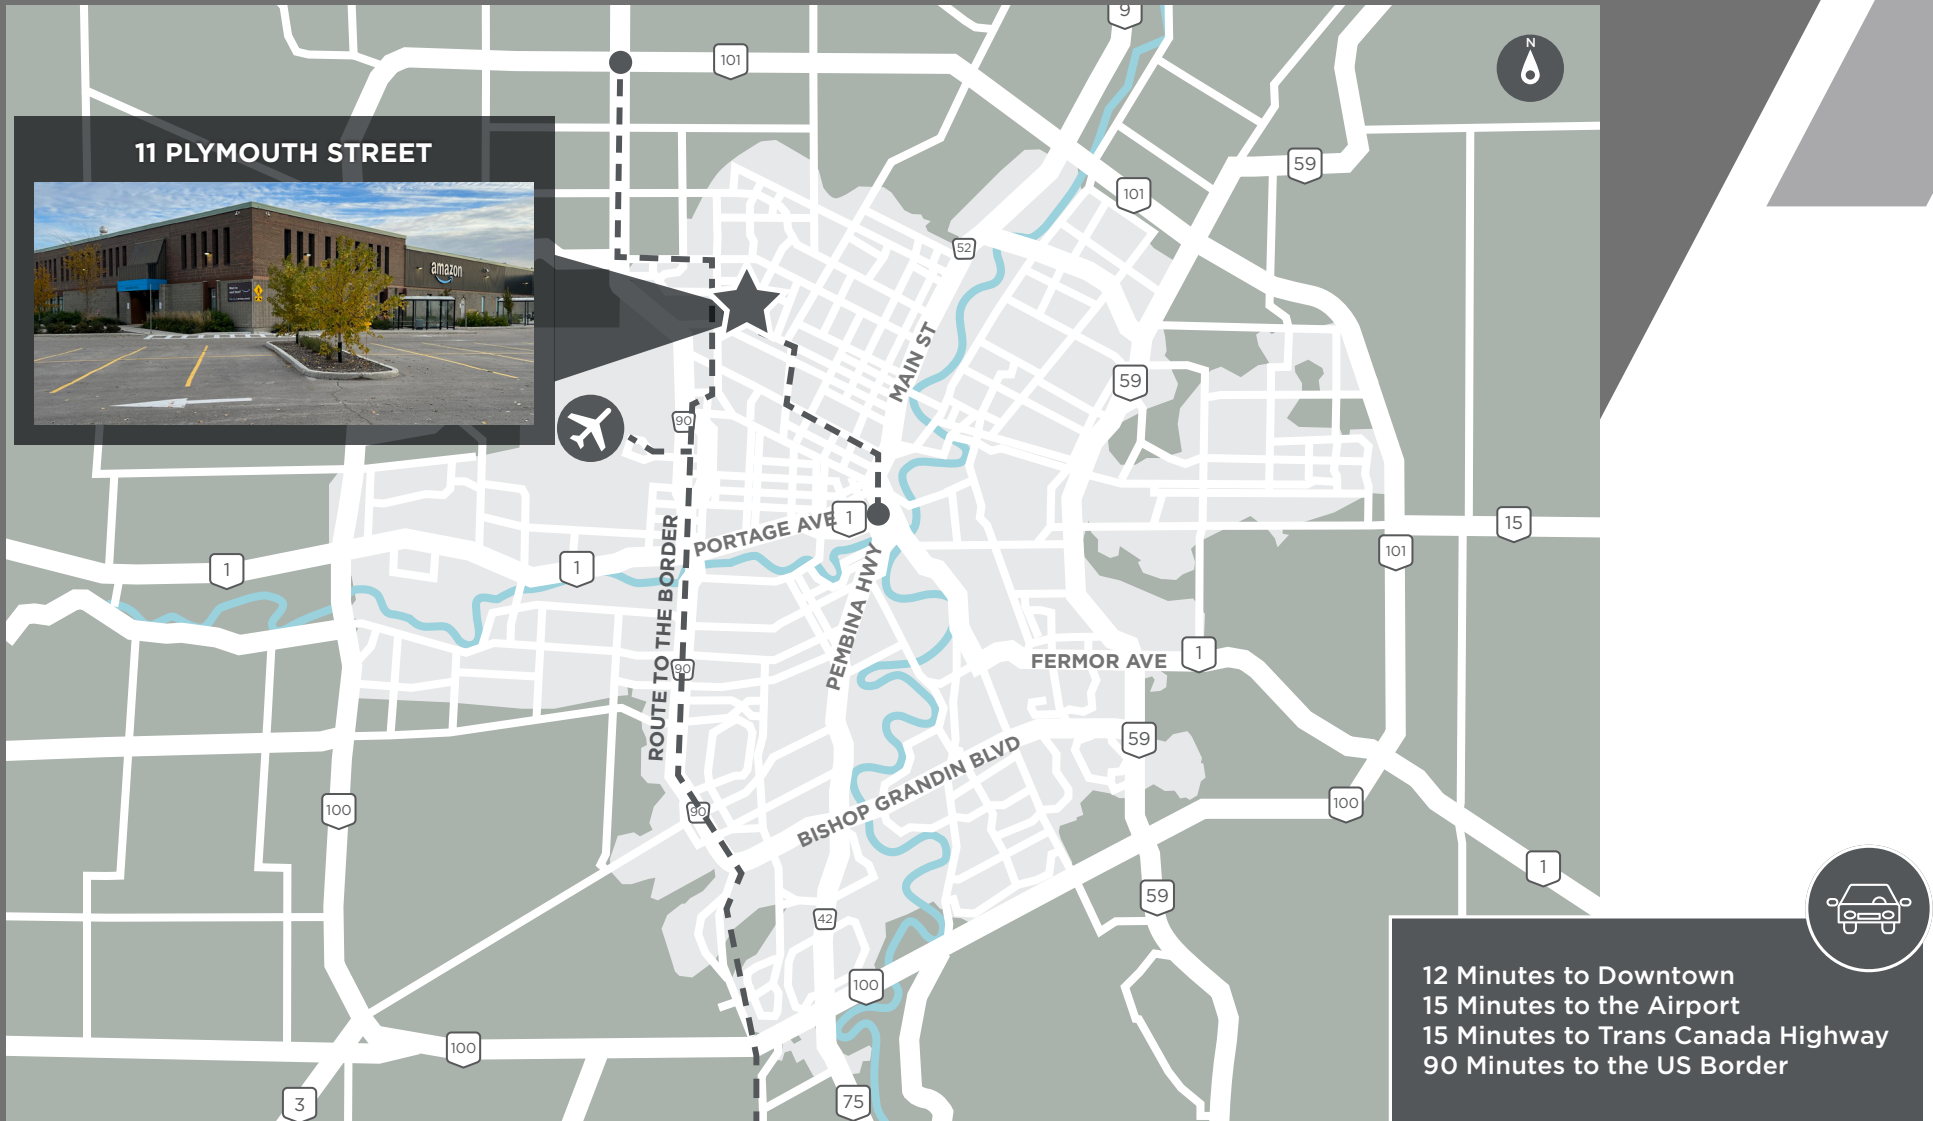 9
101
N
11 PLYMOUTH STREET
59
101
52
amazon
MAIN ST
59
90
1
PORTAGE AVE
15
101
1
1
ROUTE TO THE BORDER
PEMBINA HWY
1
FERMOR AVE
90
59
BISHOP GRANDIN BLVD
100
100
90
1
59
42
12 Minutes to Downtown
15 Minutes to the Airport
15 Minutes to Trans Canada Highway
90 Minutes to the US Border
100
100
3
75